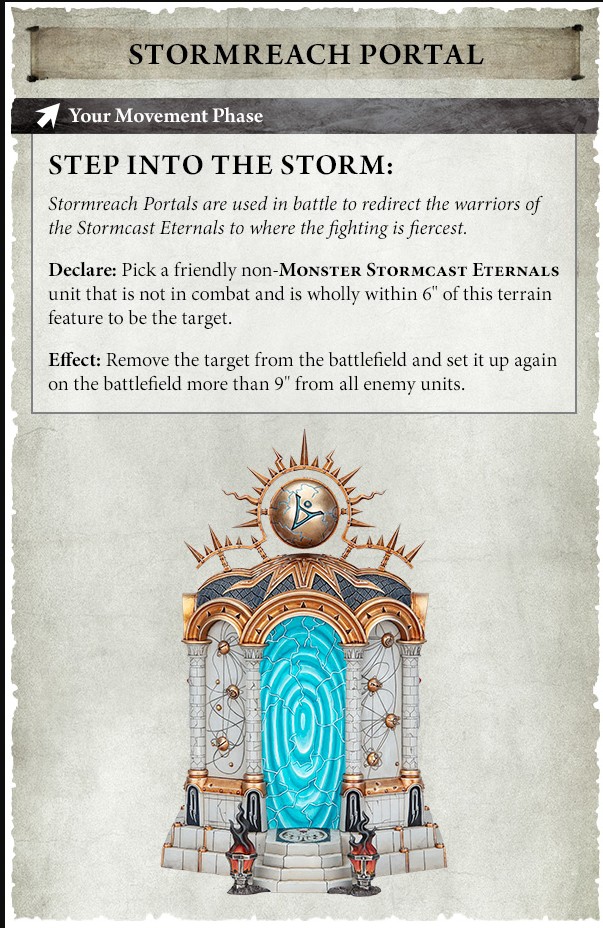 STORMREACH PORTAL
Your Movement Phase
STEP INTO THE STORM:
Stormreach Portals are used in battle to redirect the warriors of
the Stormcast Eternals to where the fighting is fiercest.
Declare: Pick a friendly non-MONSTER STORMCAST ETERNALS
unit that is not in combat and is wholly within 6" of this terrain
feature to be the target.
Effect: Remove the target from the battlefield and set it up again
on the battlefield more than 9" from all enemy units.